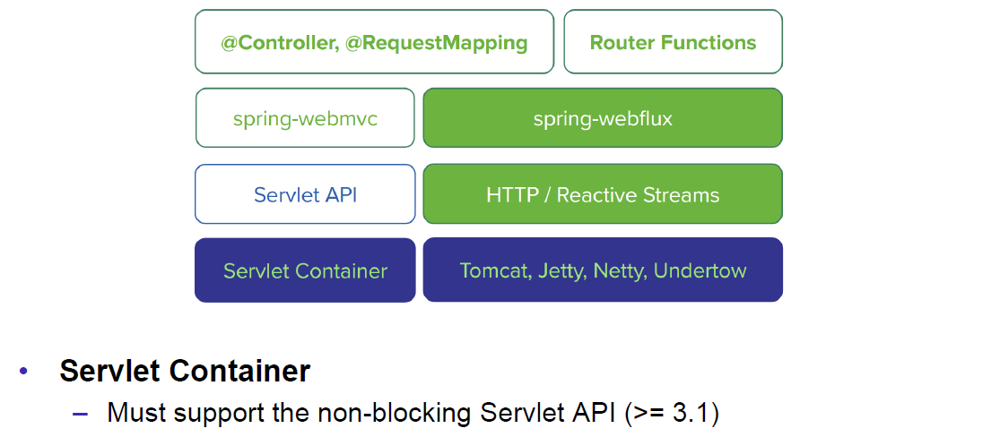 @Controller, @RequestMapping Router Functions
spring-webmvc spring-webflux
Servlet API HTTP / Reactive Streams
Servlet Container Tomcat, Jetty, Netty, Undertow
• Servlet Container
– Must support the non-blocking Servlet API (>= 3.1)